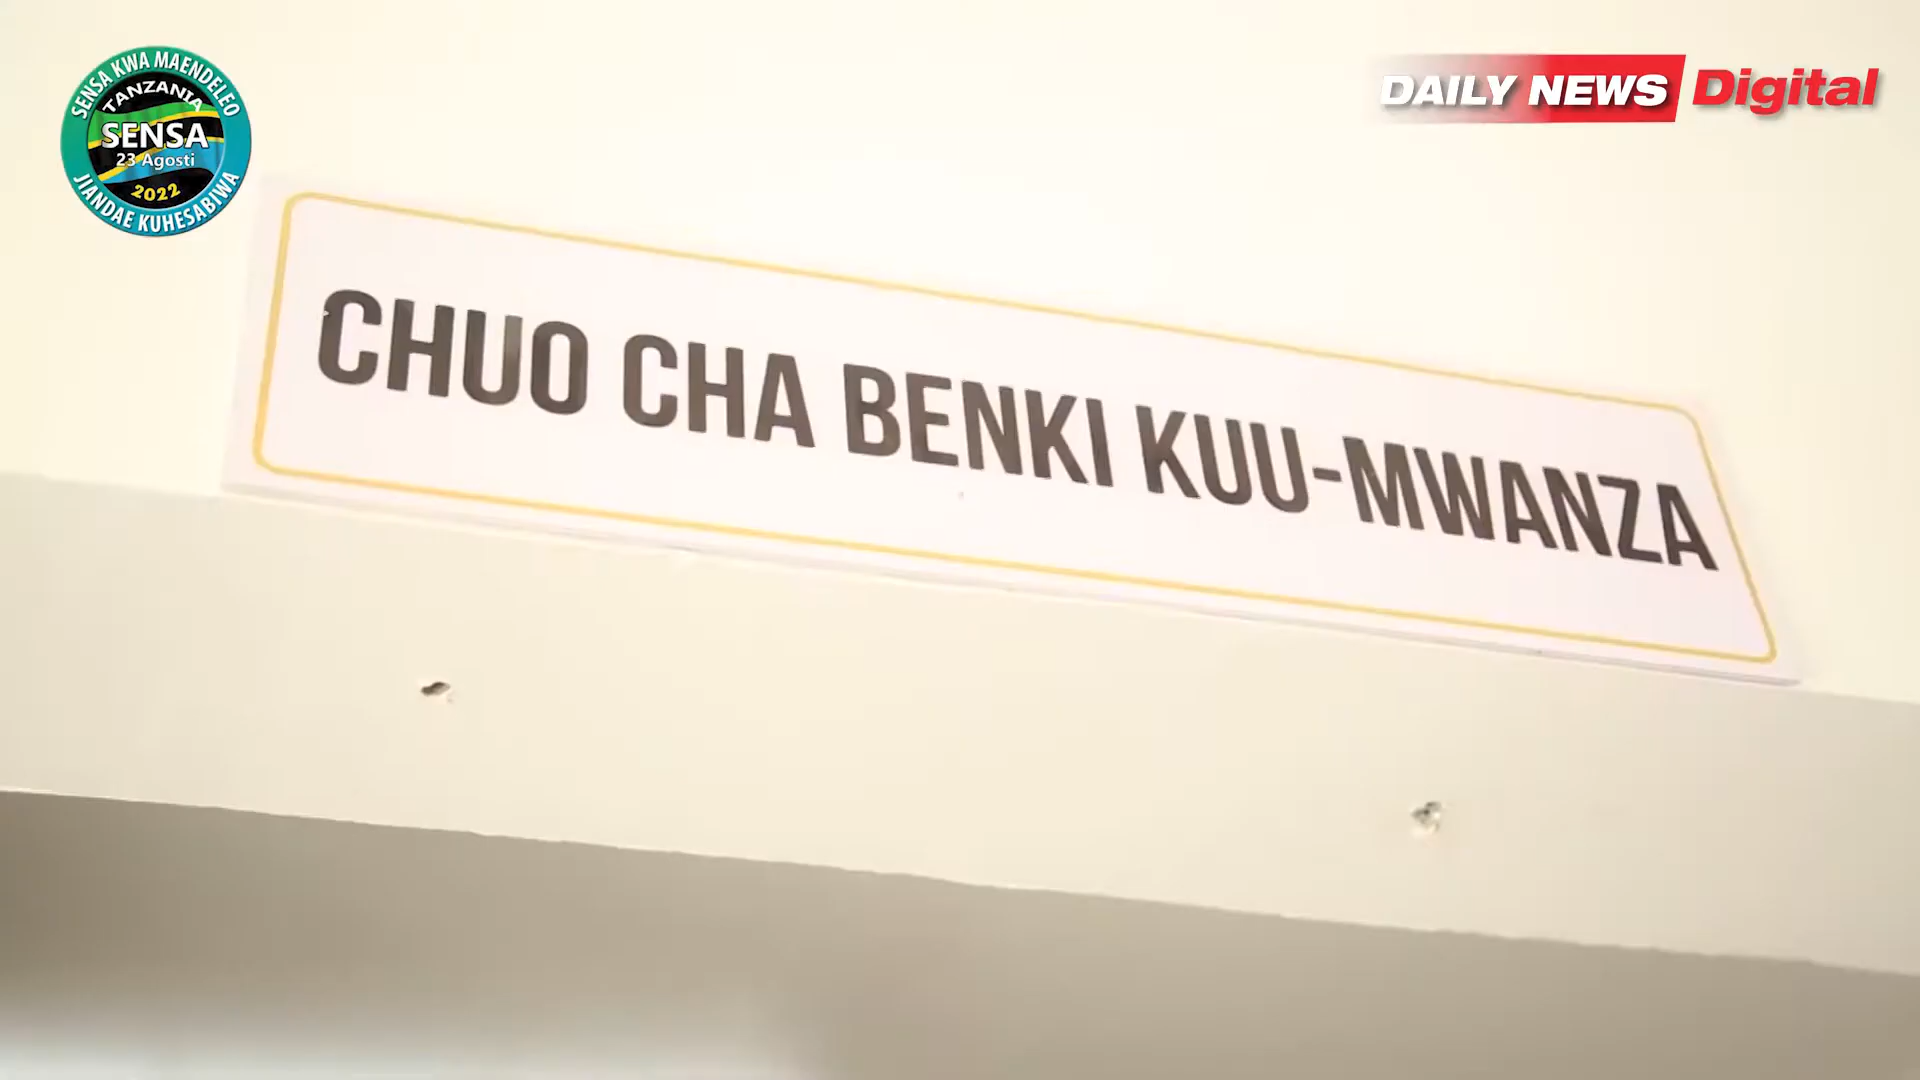 SENSA KWA MAENDELEO
TANZANIA
SENSA
23 Agosti
2022
JIANDAE KUHESABIWA
DAILY NEWS Digital
CHUO CHA BENKI KUU-MWANZA